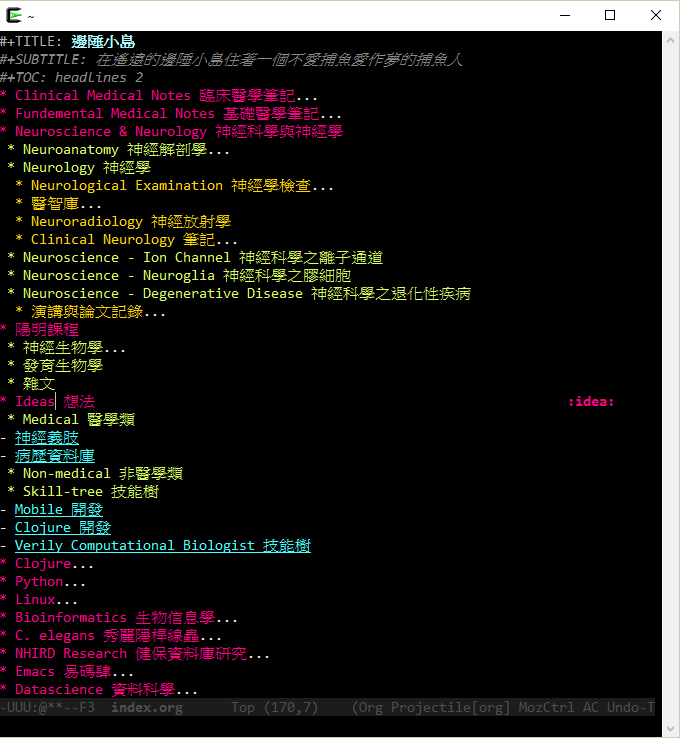 ~
#+TITLE: 邊陲小島
#+SUBTITLE: 在遙遠的邊陲小島住著一個不愛捕魚愛作夢的捕魚人
#+TOC: headlines 2
* Clinical Medical Notes 臨床醫學筆記...
* Fundemental Medical Notes 基礎醫學筆記...
* Neuroscience & Neurology 神經科學與神經學
* Neuroanatomy 神經解剖學...
* Neurology 神經學
* Neurological Examination 神經學檢查...
* 醫智庫...
* Neuroradiology 神經放射學
* Clinical Neurology 筆記...
* Neuroscience - Ion Channel 神經科學之離子通道
* Neuroscience - Neuroglia 神經科學之膠細胞
* Neuroscience - Degenerative Disease 神經科學之退化性疾病
* 演講與論文記錄...
* 陽明課程
* 神經生物學...
* 發育生物學
* 雜文
* Ideas 想法 :idea:
* Medical 醫學類
- 神經義肢
- 病歷資料庫
* Non-medical 非醫學類
* Skill-tree 技能樹
- Mobile 開發
- Clojure 開發
- Verily Computational Biologist 技能樹
* Clojure...
* Python...
* Linux...
* Bioinformatics 生物信息學...
* C. elegans 秀麗隱桿線蟲...
* NHIRD Research 健保資料庫研究...
* Emacs 易碼肆...
* Datascience 資料科學...
-UUU:@**--F3 index.org Top (170,7) (Org Projectile[org] MozCtrl AC Undo-T